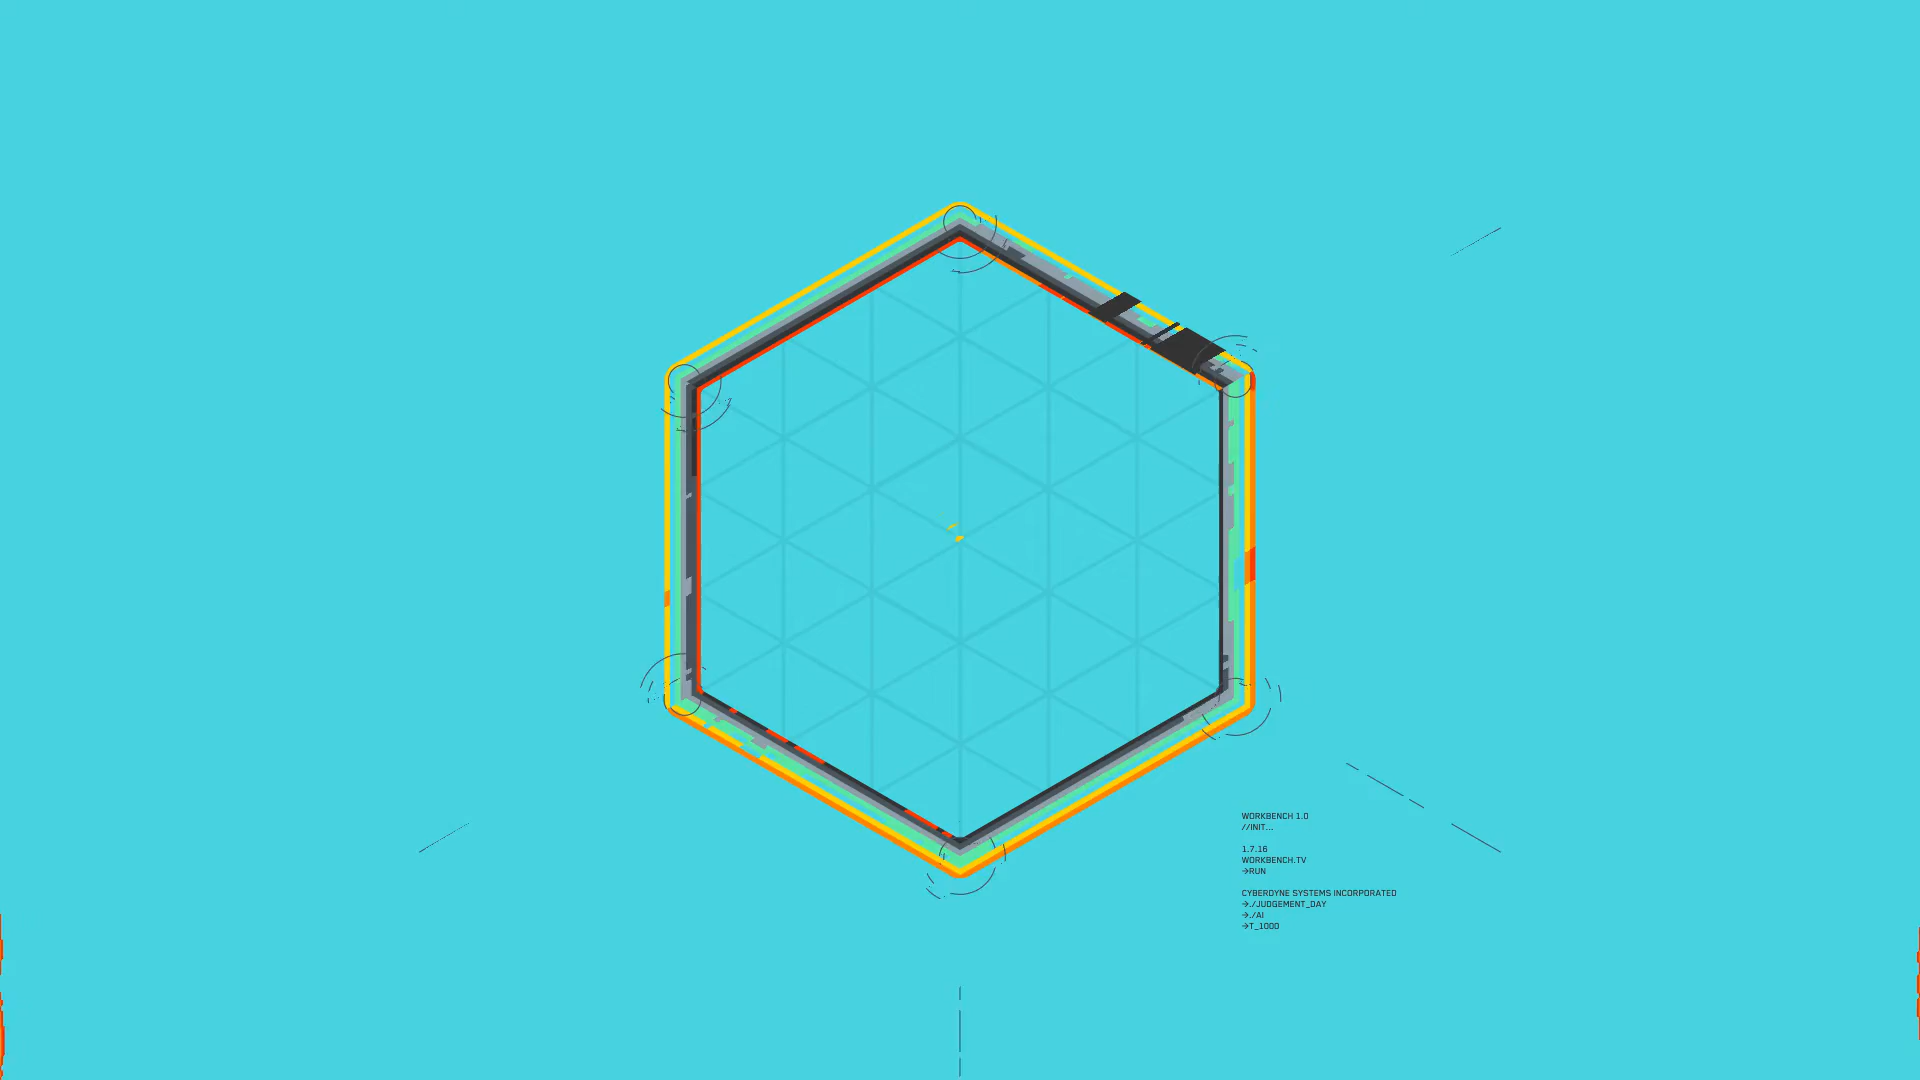 WORKBENCH 1.0
//INIT...
1.7.16
WORKBENCH.TV
→RUN
CYBERDYNE SYSTEMS INCORPORATED
→./JUDGEMENT_DAY
→./AI
→T_1000